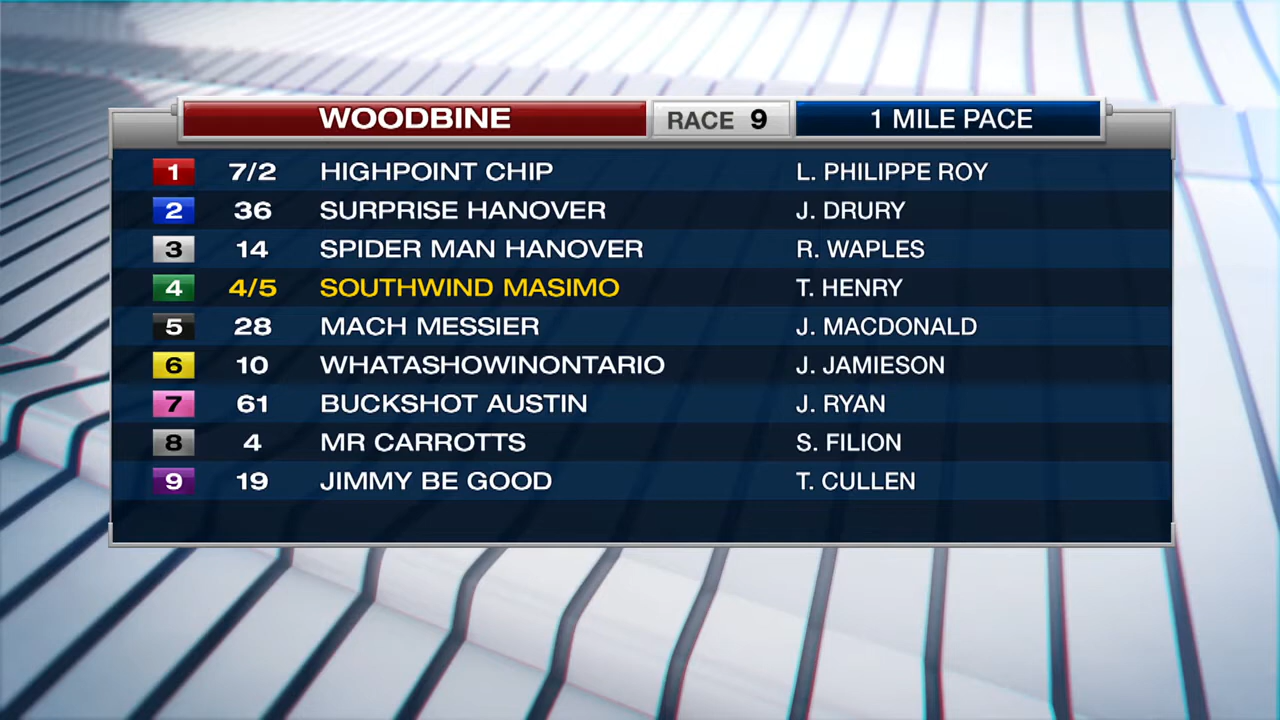 WOODBINE RACE 9 1 MILE PACE
1 7/2 HIGHPOINT CHIP L. PHILIPPE ROY
2 36 SURPRISE HANOVER J. DRURY
3 14 SPIDER MAN HANOVER R. WAPLES
4 4/5 SOUTHWIND MASIMO T. HENRY
5 28 MACH MESSIER J. MACDONALD
6 10 WHATASHOWINONTARIO J. JAMIESON
7 61 BUCKSHOT AUSTIN J. RYAN
8 4 MR CARROTTS S. FILION
9 19 JIMMY BE GOOD T. CULLEN